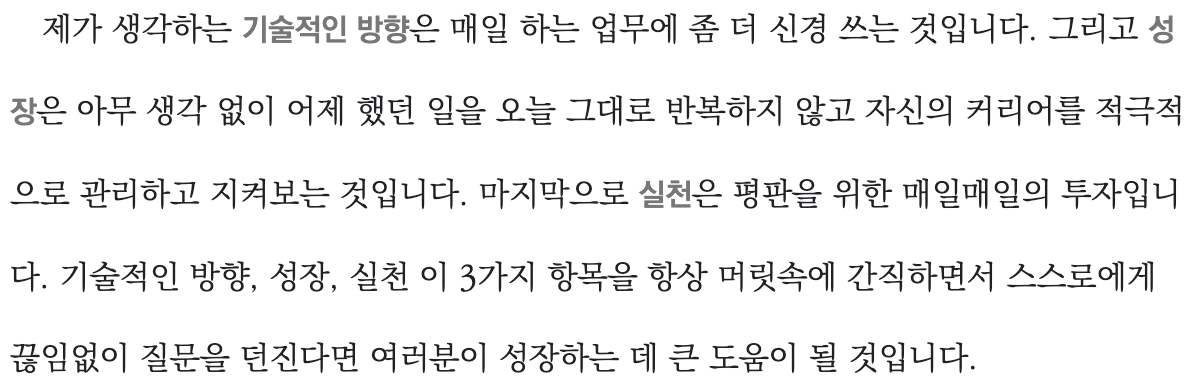 제가 생각하는 기술적인 방향은 매일 하는 업무에 좀 더 신경 쓰는 것입니다. 그리고 성
장은 아무 생각 없이 어제 했던 일을 오늘 그대로 반복하지 않고 자신의 커리어를 적극적
으로 관리하고 지켜보는 것입니다. 마지막으로 실천은 평판을 위한 매일매일의 투자입니
다. 기술적인 방향, 성장, 실천 이 3가지 항목을 항상 머릿속에 간직하면서 스스로에게
끊임없이 질문을 던진다면 여러분이 성장하는 데 큰 도움이 될 것입니다.